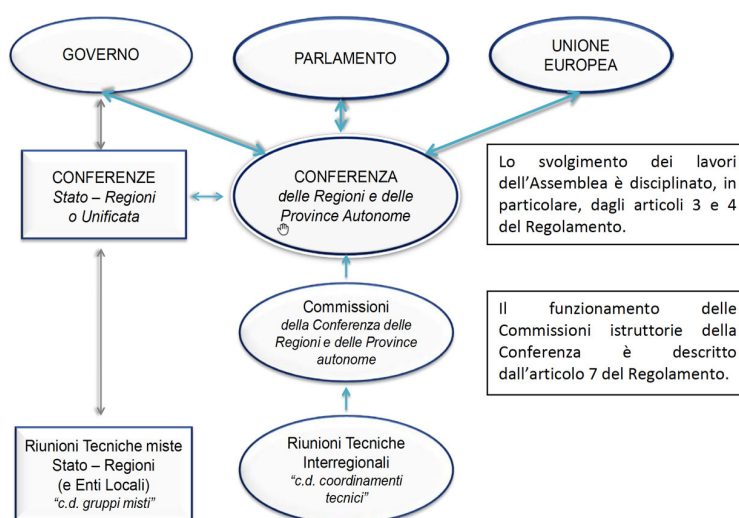 GOVERNO
PARLAMENTO
UNIONE
EUROPEA
CONFERENZE
Stato – Regioni
o Unificata
CONFERENZA
delle Regioni e delle
Province Autonome
Lo svolgimento dei lavori
dell'Assemblea è disciplinato, in
particolare, dagli articoli 3 e 4
del Regolamento.
Commissioni
della Conferenza delle
Regioni e delle Province
autonome
Il funzionamento delle
Commissioni istruttorie della
Conferenza è descritto
dall'articolo 7 del Regolamento.
Riunioni Tecniche miste
Stato – Regioni
(e Enti Locali)
"c.d. gruppi misti"
Riunioni Tecniche
Interregionali
"c.d. coordinamenti
tecnici"